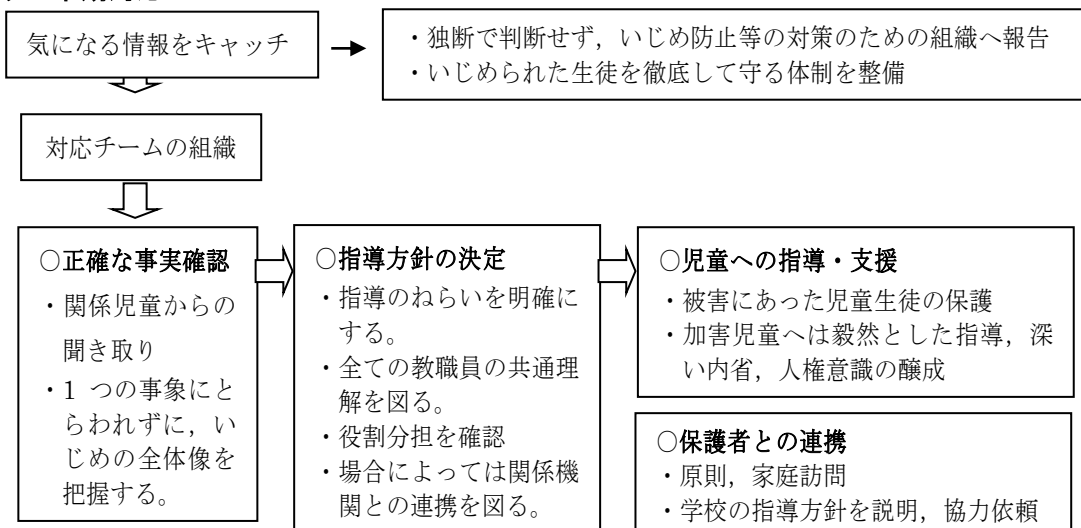 気になる情報をキャッチ
・独断で判断せず，いじめ防止等の対策のための組織へ報告
・いじめられた生徒を徹底して守る体制を整備
対応チームの組織
○正確な事実確認
・関係児童からの
聞き取り
・1 つの事象にと
らわれずに，い
じめの全体像を
把握する。
○指導方針の決定
・指導のねらいを明確に
する。
・全ての教職員の共通理
解を図る。
・役割分担を確認
・場合によっては関係機
関との連携を図る。
○児童への指導・支援
・被害にあった児童生徒の保護
・加害児童へは毅然とした指導，深
い内省，人権意識の醸成
○保護者との連携
・原則，家庭訪問
・学校の指導方針を説明，協力依頼